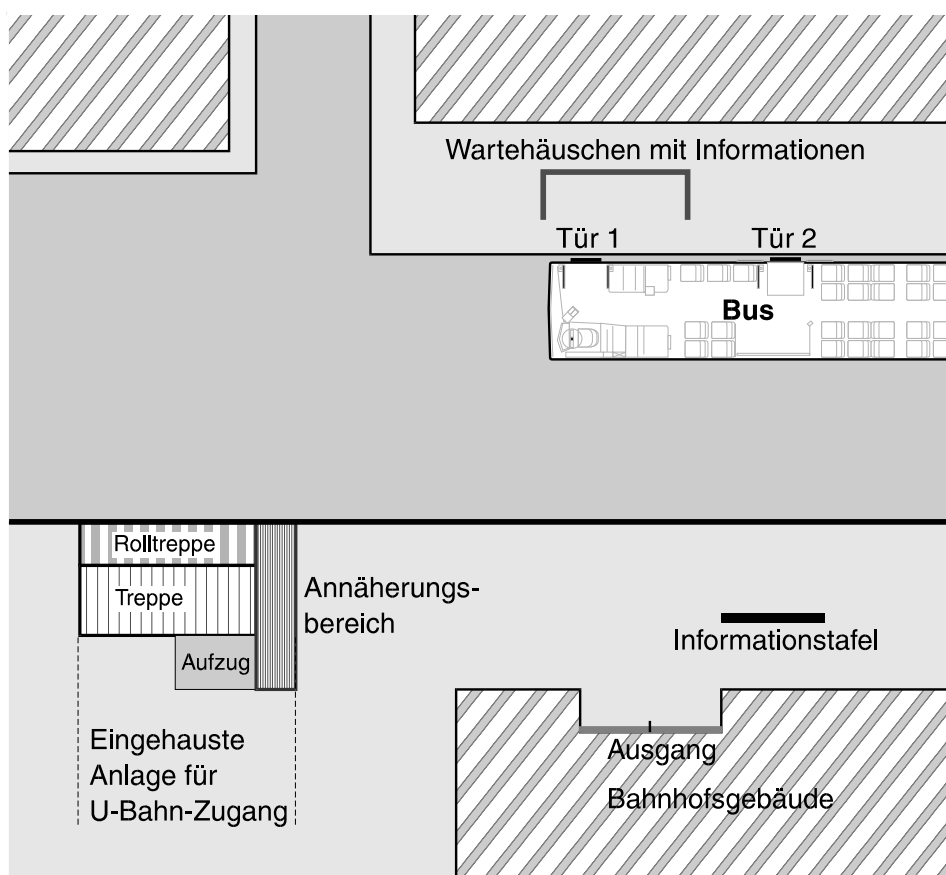 Wartehäuschen mit Informationen
Tür 1
Tür 2
Bus
Rolltreppe
Treppe
Aufzug
Annäherungs-
bereich
Informationstafel
Eingehauste
Anlage für
U-Bahn-Zugang
Ausgang
Bahnhofsgebäude